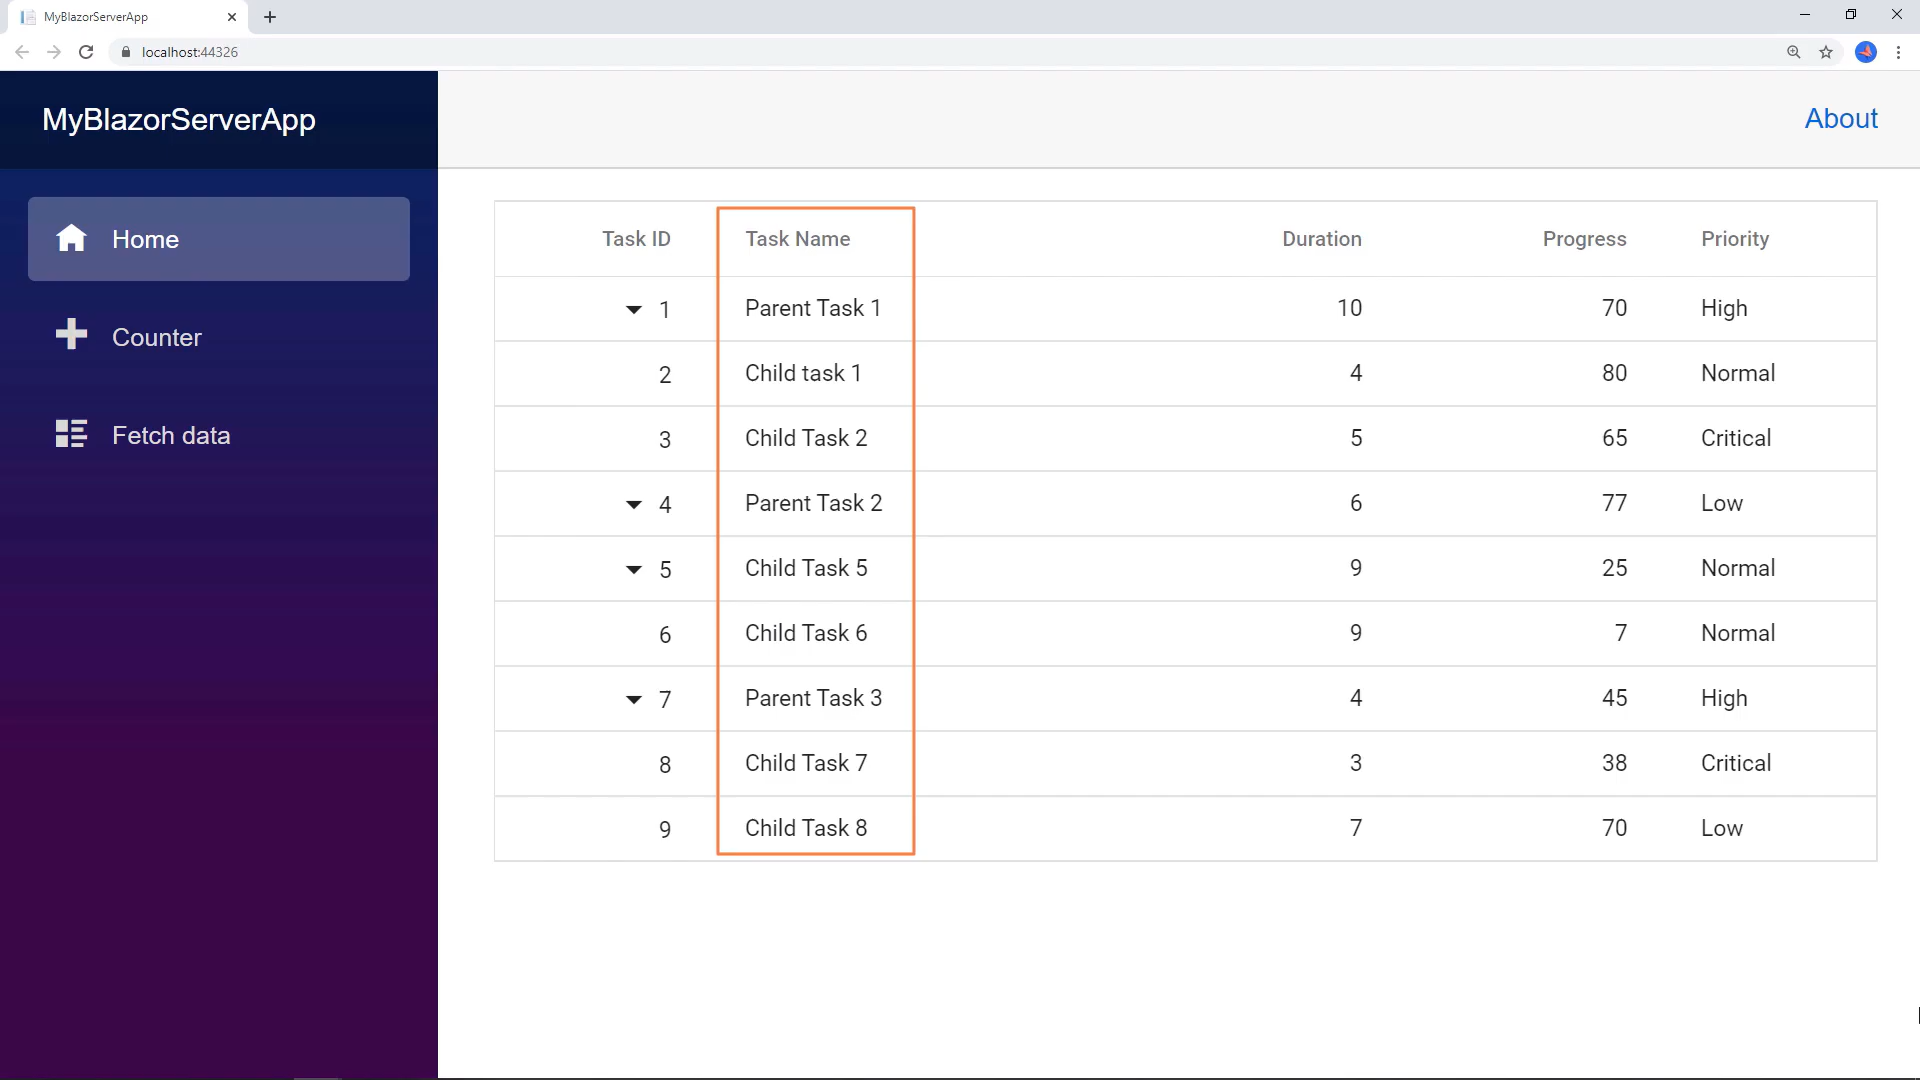 MyBlazorServerApp
localhost:44326
MyBlazorServerApp
About
Home
Counter
Fetch data
Task ID Task Name Duration Progress Priority
1 Parent Task 1 10 70 High
2 Child task 1 4 80 Normal
3 Child Task 2 5 65 Critical
4 Parent Task 2 6 77 Low
5 Child Task 5 9 25 Normal
6 Child Task 6 9 7 Normal
7 Parent Task 3 4 45 High
8 Child Task 7 3 38 Critical
9 Child Task 8 7 70 Low